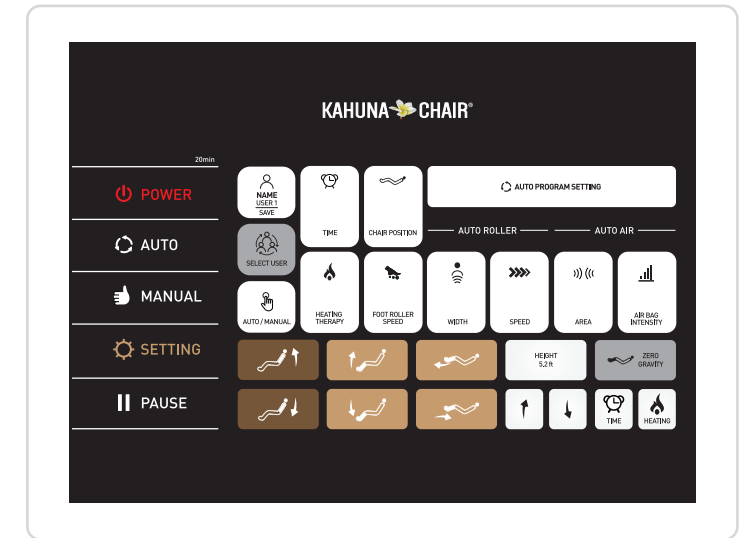 KAHUNA CHAIR®
20min
POWER
AUTO
MANUAL
SETTING
PAUSE
NAME
USER 1
SAVE
TIME
CHAIR POSITION
AUTO PROGRAM SETTING
SELECT USER
AUTO ROLLER
AUTO AIR
AUTO / MANUAL
HEATING
THERAPY
FOOT ROLLER
SPEED
WIDTH
SPEED
AREA
AIR BAG
INTENSITY
HEIGHT
5.2 ft
ZERO
GRAVITY
TIME
HEATING